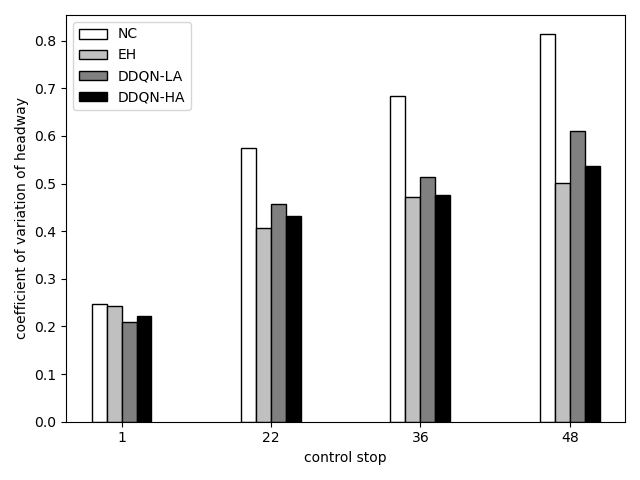 NC
EH
DDQN-LA
DDQN-HA
coefficient of variation of headway
0.8
0.7
0.6
0.5
0.4
0.3
0.2
0.1
0.0
1 22 36 48
control stop